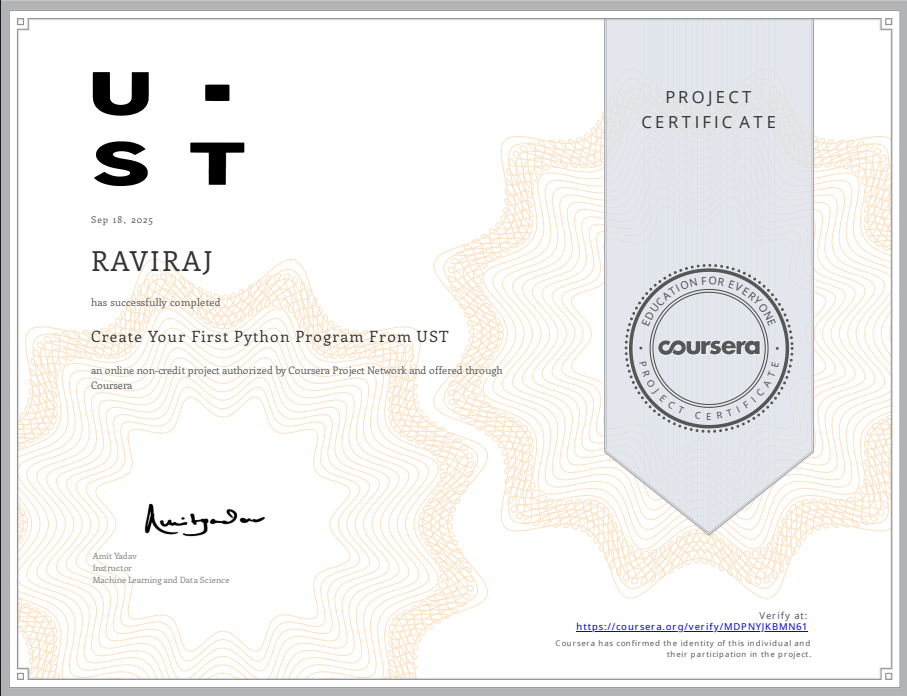 U ·
S T
Sep 18, 2025
RAVIRAJ
has successfully completed
Create Your First Python Program From UST
an online non-credit project authorized by Coursera Project Network and offered through
Coursera
Amit Yadav
Amit Yadav
Instructor
Machine Learning and Data Science
PROJECT
CERTIFICATE
EDUCATION FOR EVERYONE
coursera
PROJECT CERTIFICATE
Verify at:
https://coursera.org/verify/MDPNYJKBMN61
Coursera has confirmed the identity of this individual and
their participation in the project.